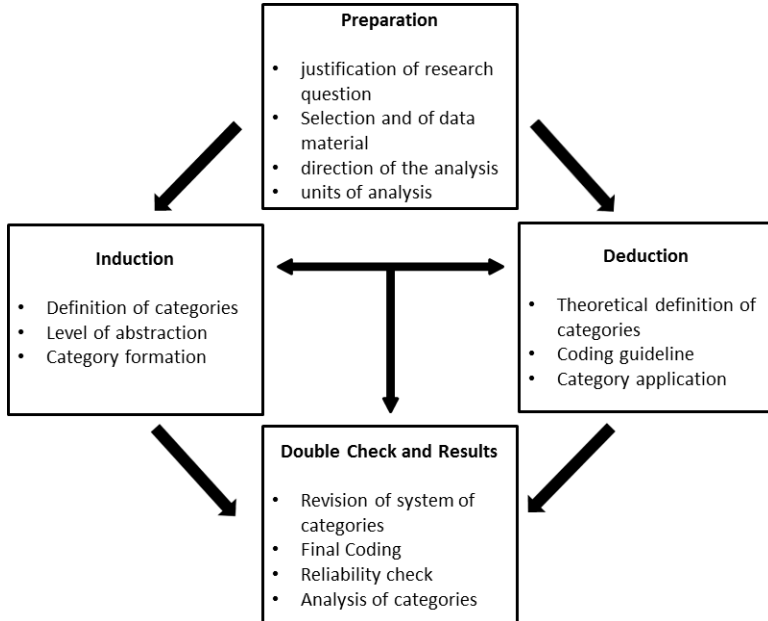 Preparation
• justification of research
question
• Selection and of data
material
• direction of the analysis
• units of analysis
Induction
• Definition of categories
• Level of abstraction
• Category formation
Deduction
• Theoretical definition of
categories
• Coding guideline
• Category application
Double Check and Results
• Revision of system of
categories
• Final Coding
• Reliability check
• Analysis of categories